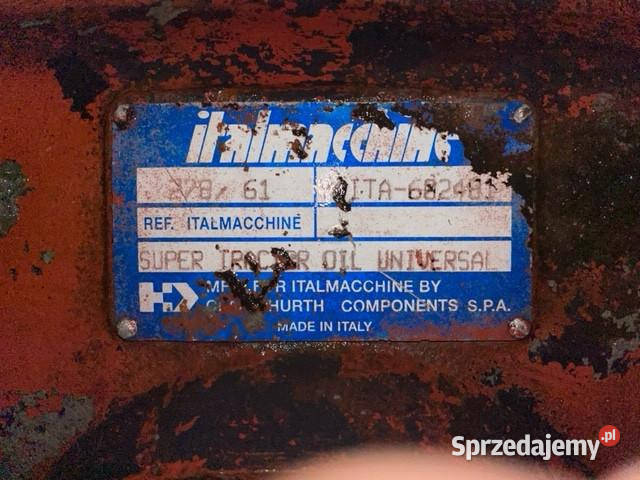 italmacchine
278/ 61 ITA-682481
REF. ITALMACCHINE
SUPER TRACTOR OIL UNIVERSAL
MFD. FOR ITALMACCHINE BY
HURTH COMPONENTS S.P.A.
MADE IN ITALY
Sprzedajemy.pl